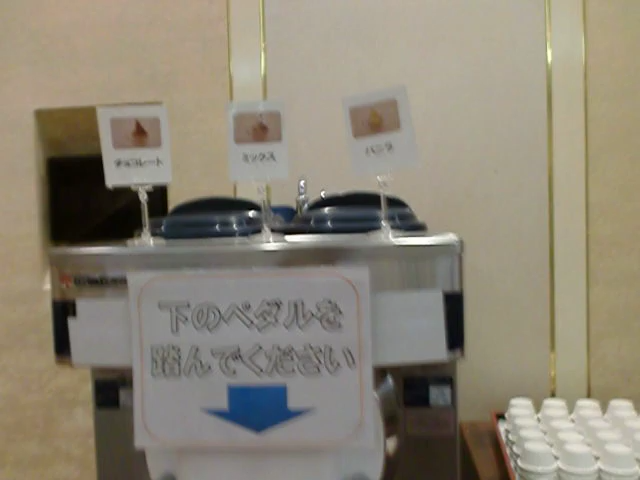 チョコレート
ミックス
バニラ
下のペダルを
踏んでください